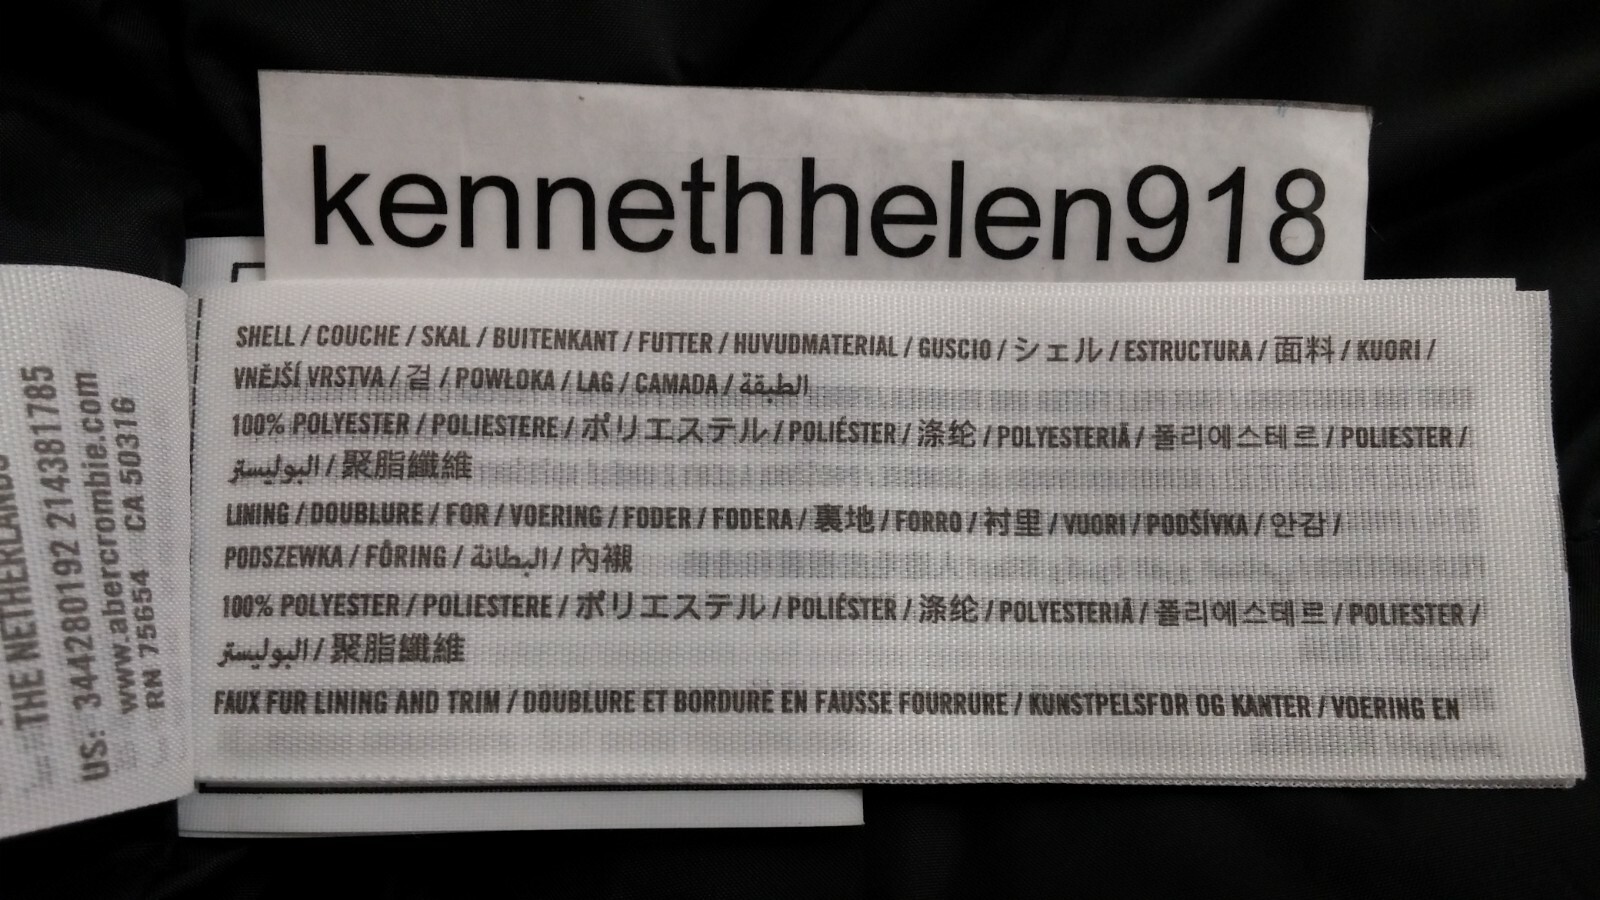 kennethhelen918
SHELL / COUCHE / SKAL / BUITENKANT / FUTTER / HUVUDMATERIAL / GUSCIO / シェル / ESTRUCTURA / 面料 / KUORI /
VNĚJŠÍ VRSTVA / 겉 / POWŁOKA / LAG / CAMADA / الطبقة
100% POLYESTER / POLIESTERE / ポリエステル / POLIÉSTER / 涤纶 / POLYESTERIÄ / 폴리에스테르 / POLIESTER /
البوليستر / 聚脂纖維
LINING / DOUBLURE / FOR / VOERING / FODER / FODERA / 裏地 / FORRO / 衬里 / VUORI / PODŠÍVKA / 안감 /
PODSZEWKA / FÔRING / البطانة / 內襯
100% POLYESTER / POLIESTERE / ポリエステル / POLIÉSTER / 涤纶 / POLYESTERIÄ / 폴리에스테르 / POLIESTER /
البوليستر / 聚脂纖維
FAUX FUR LINING AND TRIM / DOUBLURE ET BORDURE EN FAUSSE FOURRURE / KUNSTPELSFOR OG KANTER / VOERING EN
THE NETHERLANDS
US: 344280192 214381785
www.abercrombie.com
RN 75654 CA 50316